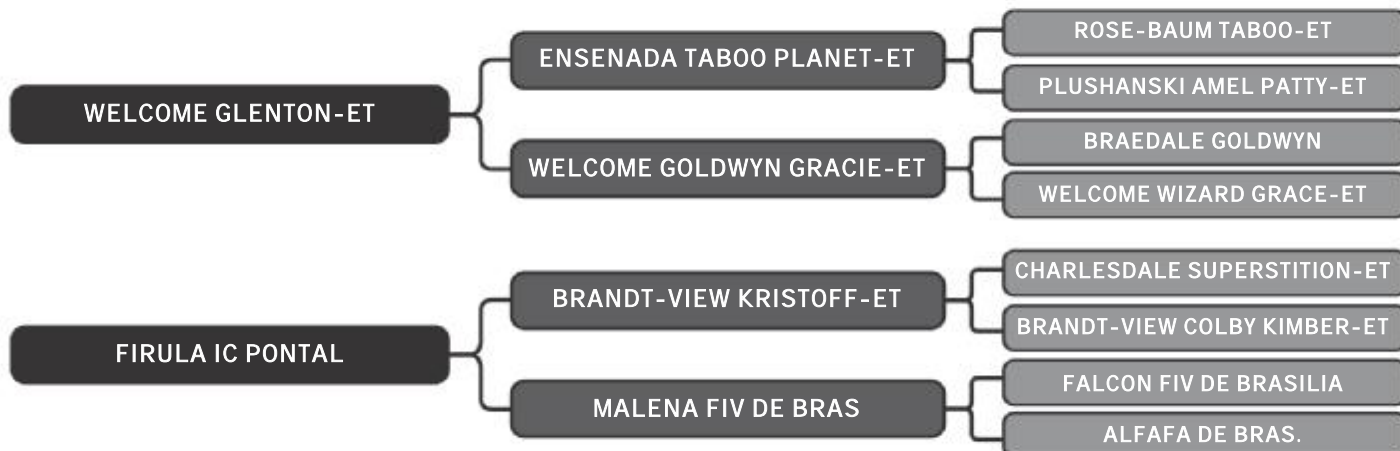 ROSE-BAUM TABOO-ET
ENSENADA TABOO PLANET-ET
PLUSHANSKI AMEL PATTY-ET
WELCOME GLENTON-ET
BRAEDALE GOLDWYN
WELCOME GOLDWYN GRACIE-ET
WELCOME WIZARD GRACE-ET
CHARLESDALE SUPERSTITION-ET
BRANDT-VIEW KRISTOFF-ET
BRANDT-VIEW COLBY KIMBER-ET
FIRULA IC PONTAL
FALCON FIV DE BRASILIA
MALENA FIV DE BRAS
ALFAFA DE BRAS.